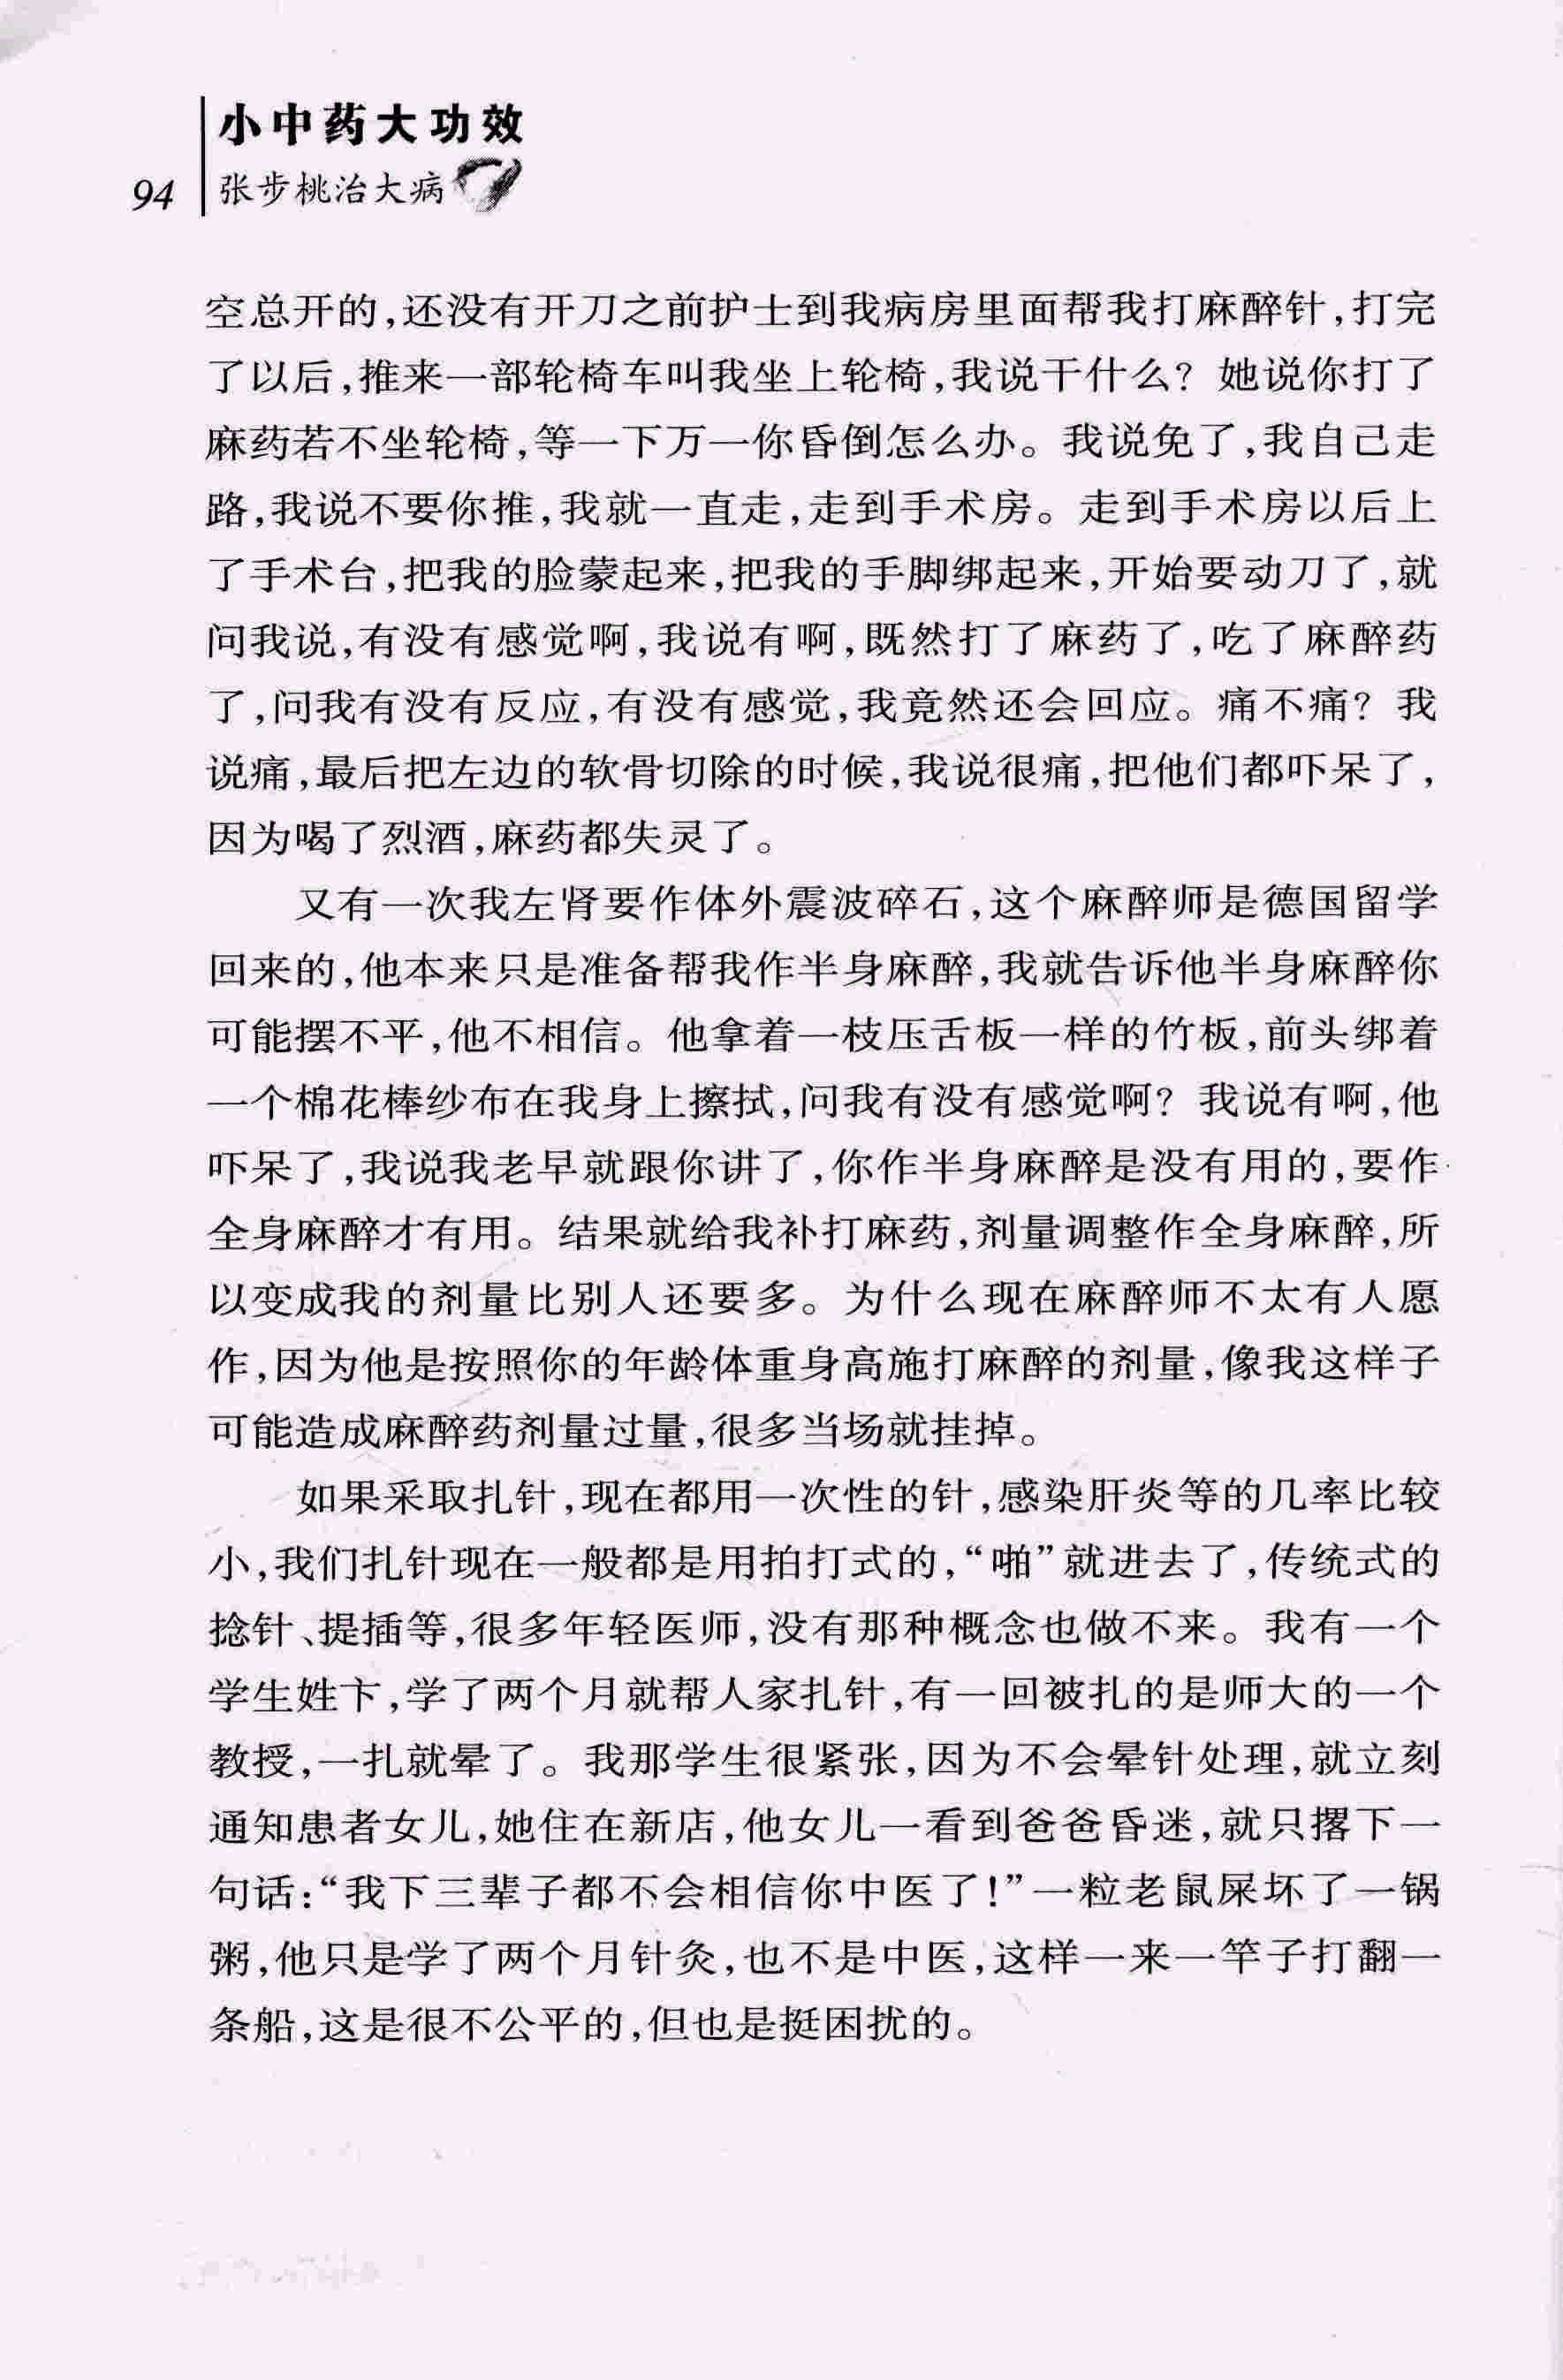 小中药大功效
94 张步桃治大病
空总开的,还没有开刀之前护士到我病房里面帮我打麻醉针,打完
了以后,推来一部轮椅车叫我坐上轮椅,我说干什么? 她说你打了
麻药若不坐轮椅,等一下万一你昏倒怎么办。我说免了,我自己走
路,我说不要你推,我就一直走,走到手术房。走到手术房以后上
了手术台,把我的脸蒙起来,把我的手脚绑起来,开始要动刀了,就
问我说,有没有感觉啊,我说有啊,既然打了麻药了,吃了麻醉药
了,问我有没有反应,有没有感觉,我竟然还会回应。痛不痛? 我
说痛,最后把左边的软骨切除的时候,我说很痛,把他们都吓呆了,
因为喝了烈酒,麻药都失灵了。
又有一次我左肾要作体外震波碎石,这个麻醉师是德国留学
回来的,他本来只是准备帮我作半身麻醉,我就告诉他半身麻醉你
可能摆不平,他不相信。他拿着一枝压舌板一样的竹板,前头绑着
一个棉花棒纱布在我身上擦拭,问我有没有感觉啊? 我说有啊,他
吓呆了,我说我老早就跟你讲了,你作半身麻醉是没有用的,要作
全身麻醉才有用。结果就给我补打麻药,剂量调整作全身麻醉,所
以变成我的剂量比别人还要多。为什么现在麻醉师不太有人愿
作,因为他是按照你的年龄体重身高施打麻醉的剂量,像我这样子
可能造成麻醉药剂量过量,很多当场就挂掉。
如果采取扎针,现在都用一次性的针,感染肝炎等的几率比较
小,我们扎针现在一般都是用拍打式的,“啪”就进去了,传统式的
捻针、提插等,很多年轻医师,没有那种概念也做不来。我有一个
学生姓卞,学了两个月就帮人家扎针,有一回被扎的是师大的一个
教授,一扎就晕了。我那学生很紧张,因为不会晕针处理,就立刻
通知患者女儿,她住在新店,他女儿一看到爸爸昏迷,就只撂下一
句话:“我下三辈子都不会相信你中医了!”一粒老鼠屎坏了一锅
粥,他只是学了两个月针灸,也不是中医,这样一来一竿子打翻一
条船,这是很不公平的,但也是挺困扰的。